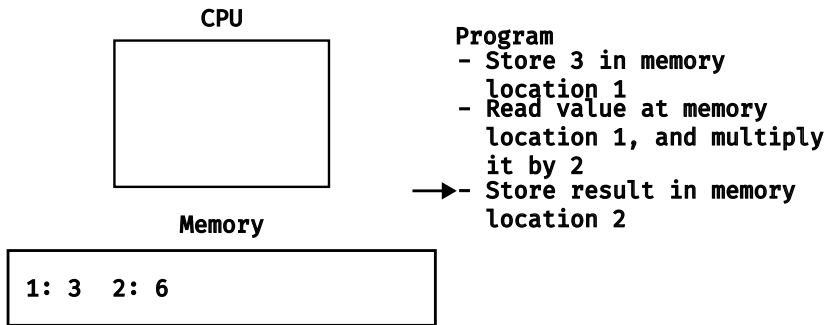 CPU
Program
- Store 3 in memory
location 1
- Read value at memory
location 1, and multiply
it by 2
- Store result in memory
location 2
Memory
1: 3 2: 6